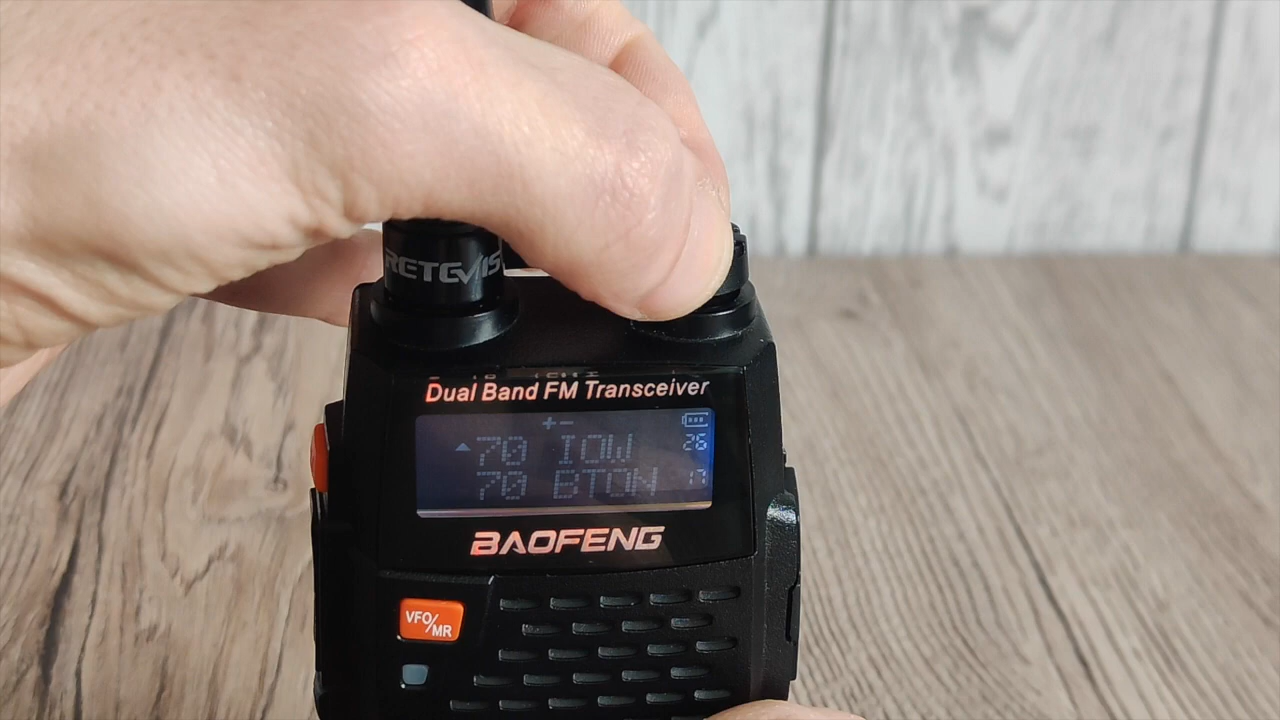 RETEVIS
Dual Band FM Transceiver
+-
70 IOW 26
70 BTON 17
BAOFENG
VFO/MR